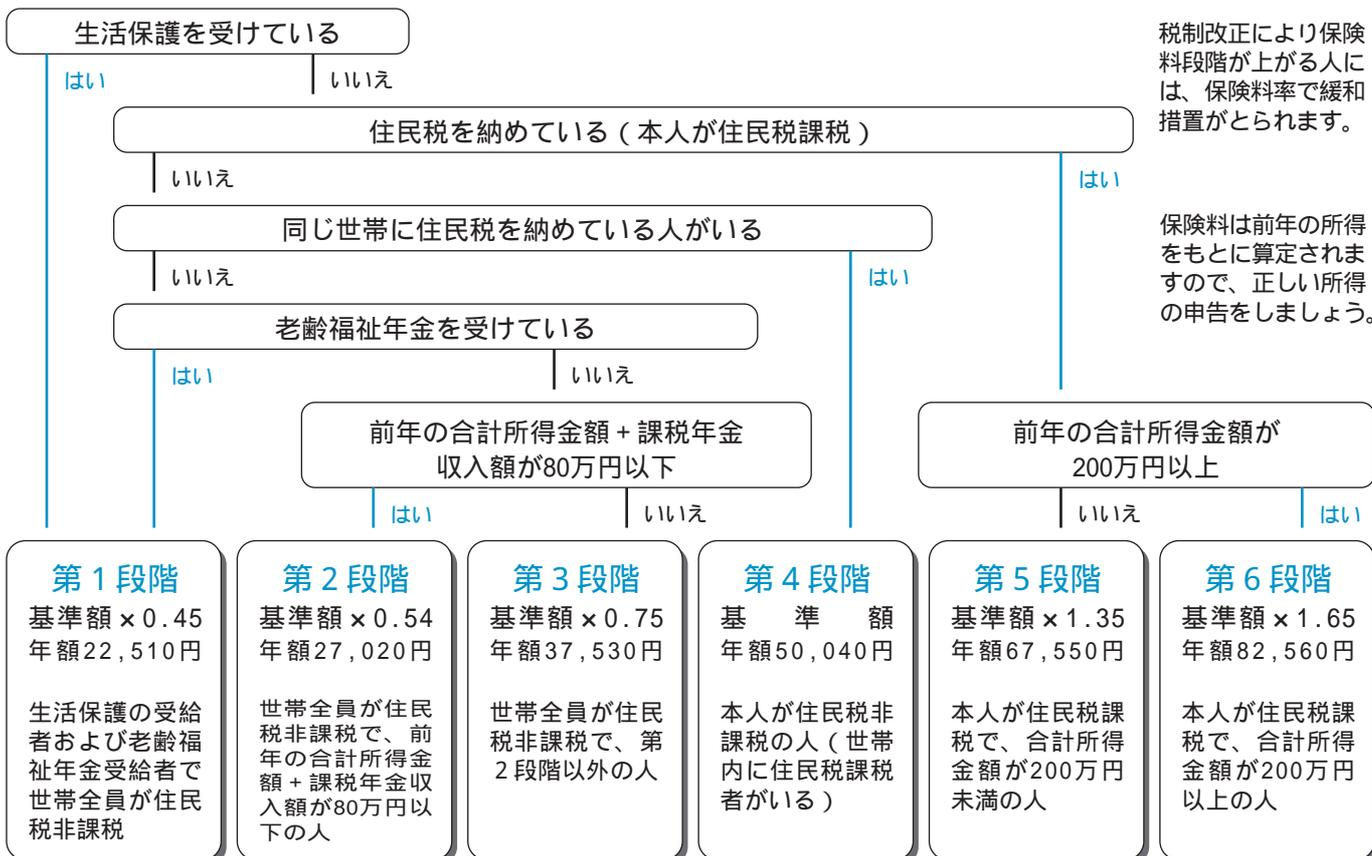 生活保護を受けている
はい
いいえ
住民税を納めている（本人が住民税課税）
いいえ
はい
同じ世帯に住民税を納めている人がいる
いいえ
はい
老齢福祉年金を受けている
はい
いいえ
前年の合計所得金額＋課税年金
収入額が80万円以下
はい
いいえ
前年の合計所得金額が
200万円以上
いいえ
はい
税制改正により保険
料段階が上がる人に
は、保険料率で緩和
措置がとられます。
保険料は前年の所得
をもとに算定されま
すので、正しい所得
の申告をしましょう。
第１段階
基準額×0.45
年額22,510円
生活保護の受給
者および老齢福
祉年金受給者で
世帯全員が住民
税非課税
第２段階
基準額×0.54
年額27,020円
世帯全員が住民
税非課税で、前
年の合計所得金
額＋課税年金収
入額が80万円以
下の人
第３段階
基準額×0.75
年額37,530円
世帯全員が住民
税非課税で、第
２段階以外の人
第４段階
基準額
年額50,040円
本人が住民税非
課税の人（世帯
内に住民税課税
者がいる）
第５段階
基準額×1.35
年額67,550円
本人が住民税課
税で、合計所得
金額が200万円
未満の人
第６段階
基準額×1.65
年額82,560円
本人が住民税課
税で、合計所得
金額が200万円
以上の人